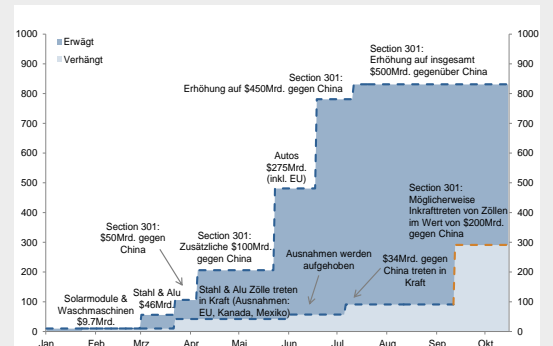 1000
900
800
700
600
500
400
300
200
100
0
Erwägt
Verhängt
Section 301:
Erhöhung auf insgesamt
$500Mrd. gegenüber China
Section 301:
Erhöhung auf $450Mrd. gegen China
Autos
$275Mrd.
(inkl. EU)
Section 301:
Möglicherweise
Inkrafttreten von Zöllen
im Wert von $200Mrd.
gegen China
Section 301:
$50Mrd. gegen
China
Section 301:
Zusätzliche $100Mrd.
gegen China
Ausnahmen werden
aufgehoben
$34Mrd. gegen
China treten in
Kraft
Solarmodule &
Waschmaschinen
$9.7Mrd.
Stahl & Alu
$46Mrd.
Stahl & Alu Zölle treten
in Kraft (Ausnahmen:
EU, Kanada, Mexiko)
1000
900
800
700
600
500
400
300
200
100
0
Jan Feb Mrz Apr Mai Jun Jul Aug Sep Okt